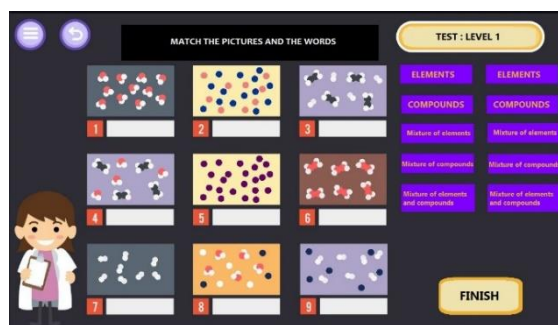 MATCH THE PICTURES AND THE WORDS
TEST : LEVEL 1
ELEMENTS ELEMENTS
COMPOUNDS COMPOUNDS
Mixture of elements Mixture of elements
Mixture of compounds Mixture of compounds
Mixture of elements and compounds Mixture of elements and compounds
1 2 3
4 5 6
7 8 9
FINISH